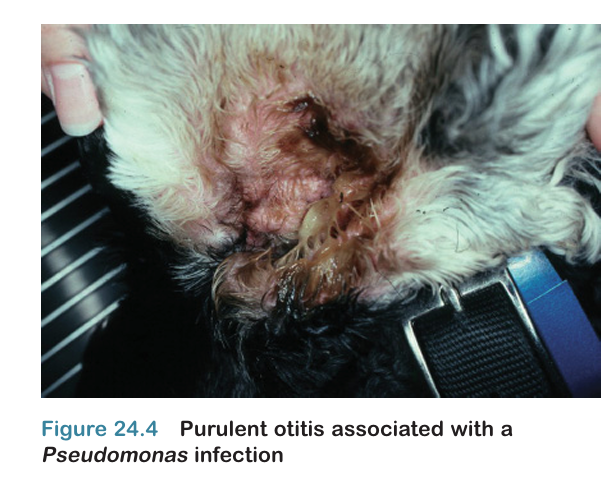 Figure 24.4 Purulent otitis associated with a
Pseudomonas infection